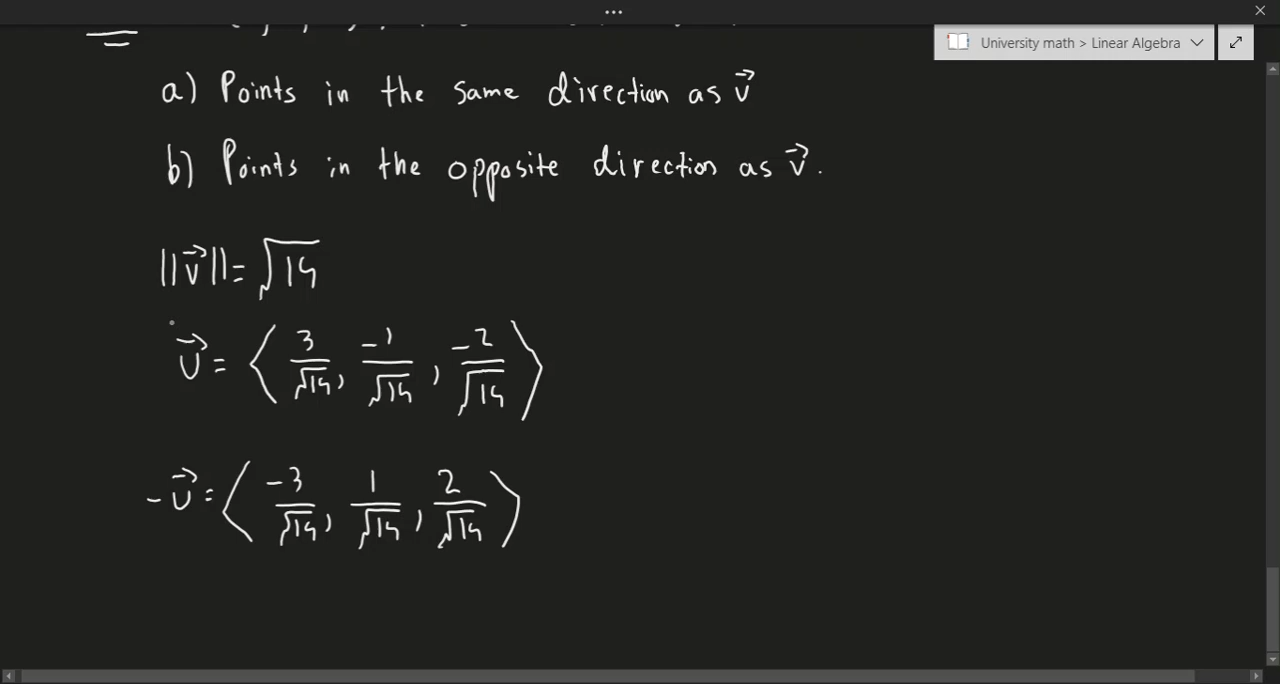 University math > Linear Algebra
a) Points in the same direction as v⃗
b) Points in the opposite direction as v⃗.
||v⃗|| = √14
u⃗ = ⟨3/√14, -1/√14, -2/√14⟩
-u⃗ = ⟨-3/√14, 1/√14, 2/√14⟩